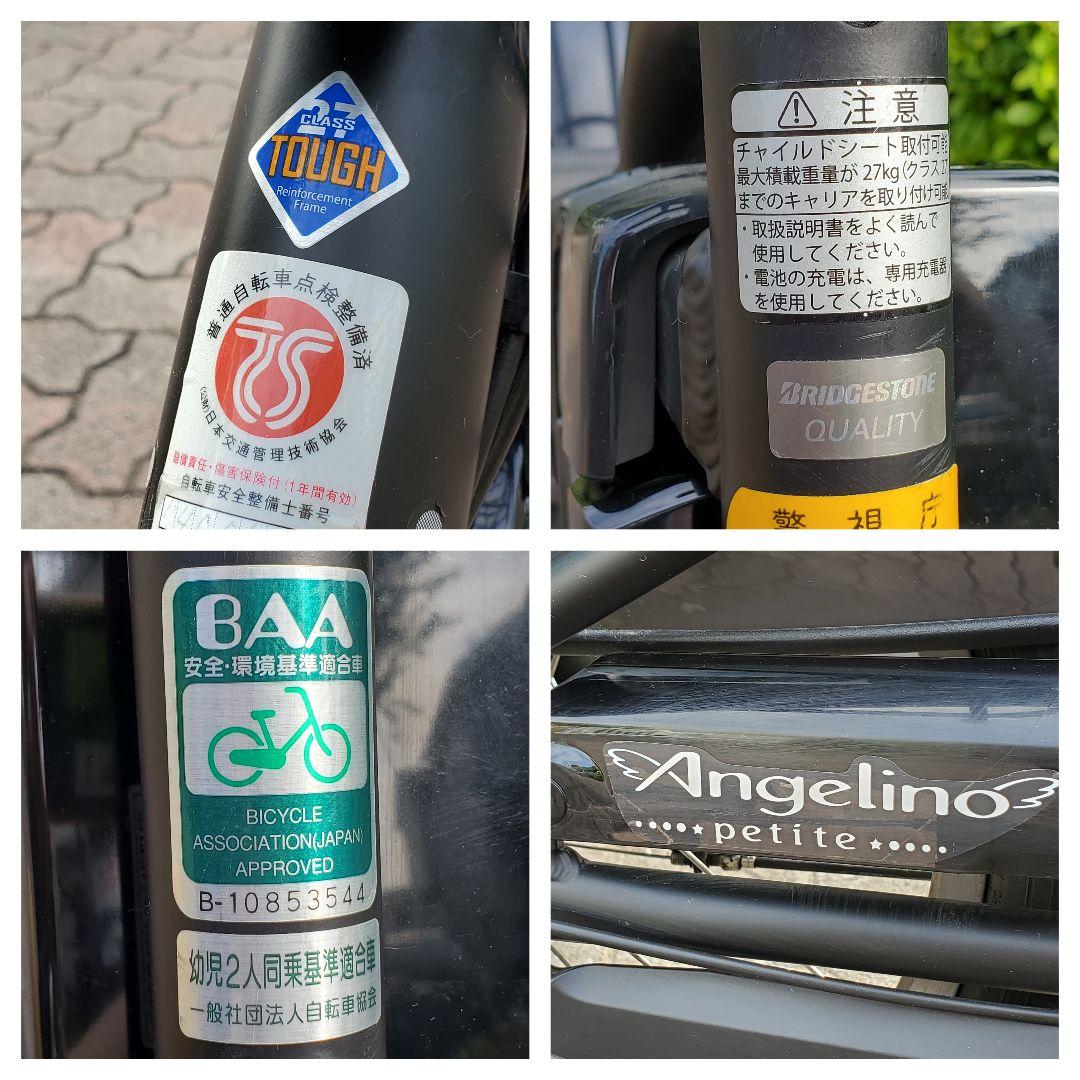 27
CLASS
TOUGH
Reinforcement
Frame
普通自転車点検整備済
TS
(公財)日本交通管理技術協会
賠償責任・傷害保険付(1年間有効)
自転車安全整備士番号
注意
チャイルドシート取付可能
最大積載重量が27kg(クラス27
までのキャリアを取り付け可能
・取扱説明書をよく読んで
使用してください。
・電池の充電は、専用充電器
を使用してください。
BRIDGESTONE
QUALITY
警視庁
BAA
安全・環境基準適合車
BICYCLE
ASSOCIATION(JAPAN)
APPROVED
B-10853544
幼児2人同乗基準適合車
一般社団法人自転車協会
Angelino
petite